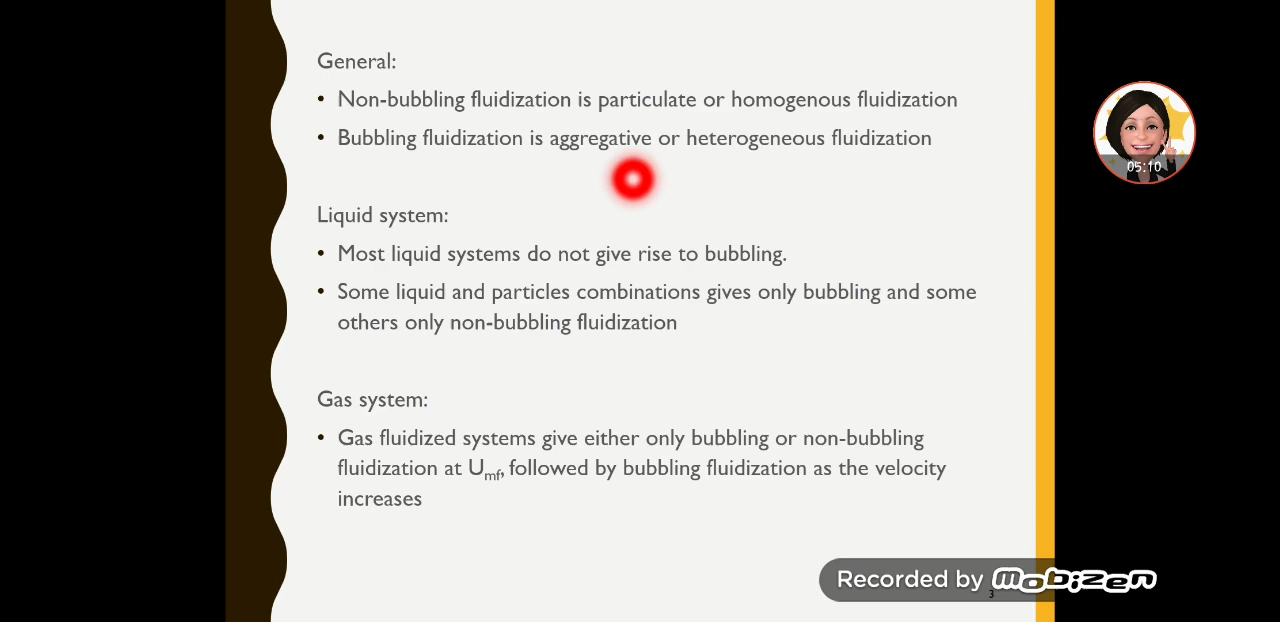 General:
• Non-bubbling fluidization is particulate or homogenous fluidization
• Bubbling fluidization is aggregative or heterogeneous fluidization
05:10
Liquid system:
• Most liquid systems do not give rise to bubbling.
• Some liquid and particles combinations gives only bubbling and some
others only non-bubbling fluidization
Gas system:
• Gas fluidized systems give either only bubbling or non-bubbling
fluidization at Umf, followed by bubbling fluidization as the velocity
increases
Recorded by mobizen
3